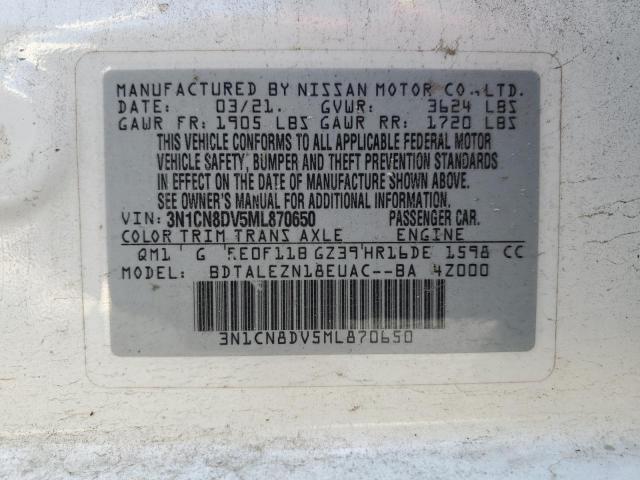 MANUFACTURED BY NISSAN MOTOR CO., LTD.
DATE: 03/21. GVWR: 3624 LBS
GAWR FR: 1905 LBS GAWR RR: 1720 LBS
THIS VEHICLE CONFORMS TO ALL APPLICABLE FEDERAL MOTOR
VEHICLE SAFETY, BUMPER AND THEFT PREVENTION STANDARDS
IN EFFECT ON THE DATE OF MANUFACTURE SHOWN ABOVE.
SEE OWNER'S MANUAL FOR ADDITIONAL INFORMATION.
VIN: 3N1CN8DV5ML870650 PASSENGER CAR.
COLOR TRIM TRANS AXLE ENGINE
QM1 G RE0F11B GZ39 HR16DE 1598 CC
MODEL: BDTALEZN18EUAC--BA 4Z000
3N1CN8DV5ML870650